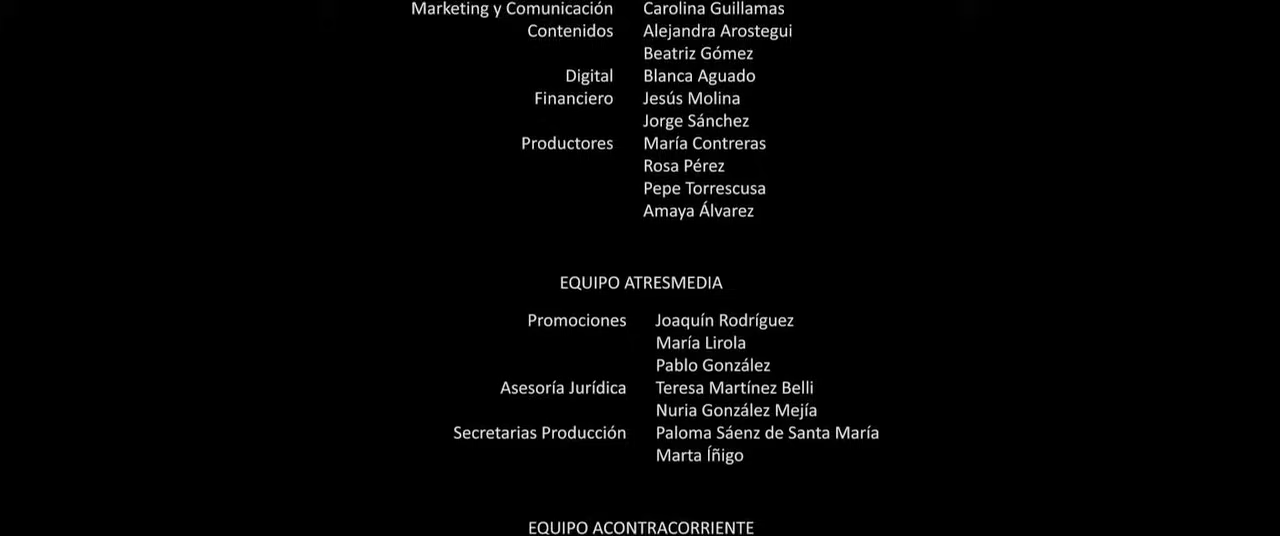 Marketing y Comunicación Carolina Guillamas
Contenidos Alejandra Arostegui
Beatriz Gómez
Digital Blanca Aguado
Financiero Jesús Molina
Jorge Sánchez
Productores María Contreras
Rosa Pérez
Pepe Torrescusa
Amaya Álvarez
EQUIPO ATRESMEDIA
Promociones Joaquín Rodríguez
María Lirola
Pablo González
Asesoría Jurídica Teresa Martínez Belli
Nuria González Mejía
Secretarias Producción Paloma Sáenz de Santa María
Marta Íñigo
EQUIPO ACONTRACORRIENTE